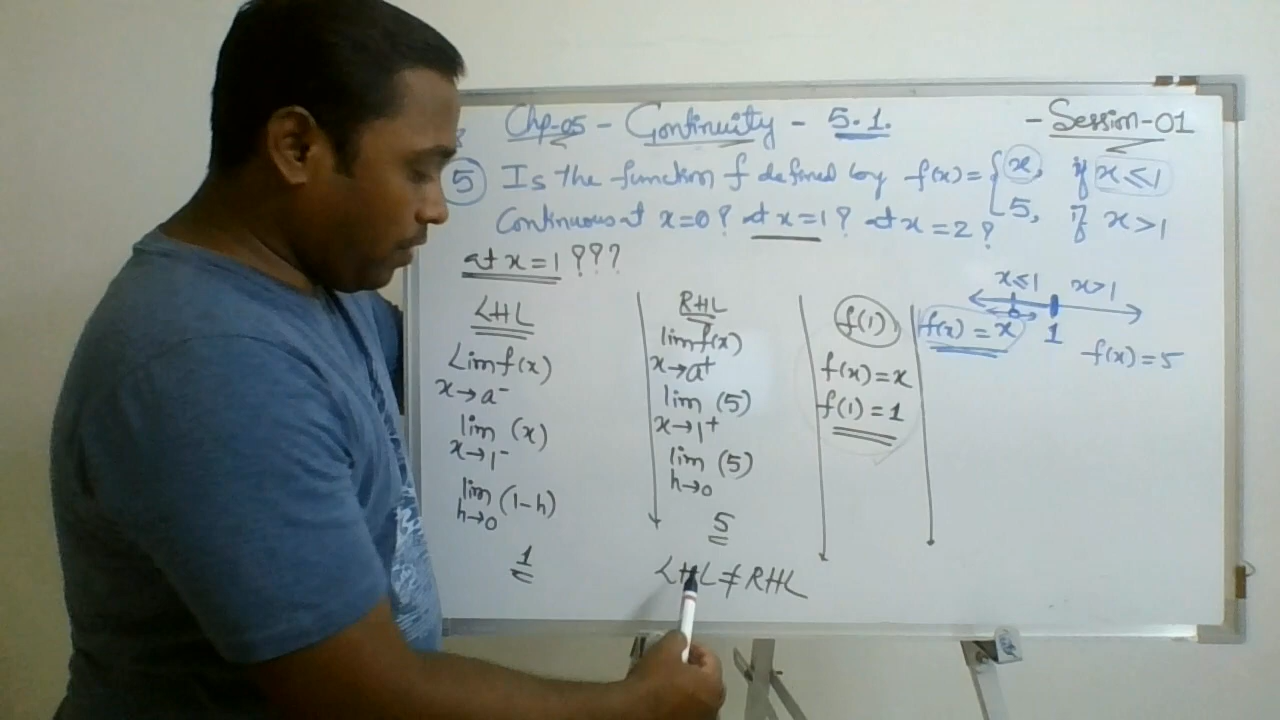 Chp-05 - Continuity - 5.1. - Session-01
5 Is the function f defined by f(x)= { x, if x≤1
5, if x>1
Continuous at x=0? at x=1? at x=2?
at x=1 ???
LHL
Lim f(x)
x→a⁻
lim (x)
x→1⁻
lim (1-h)
h→0
1
RHL
lim f(x)
x→a⁺
lim (5)
x→1⁺
lim (5)
h→0
5
LHL≠RHL
f(1)
f(x)=x
f(1)=1
x≤1 x>1
f(x)=x 1
f(x)=5